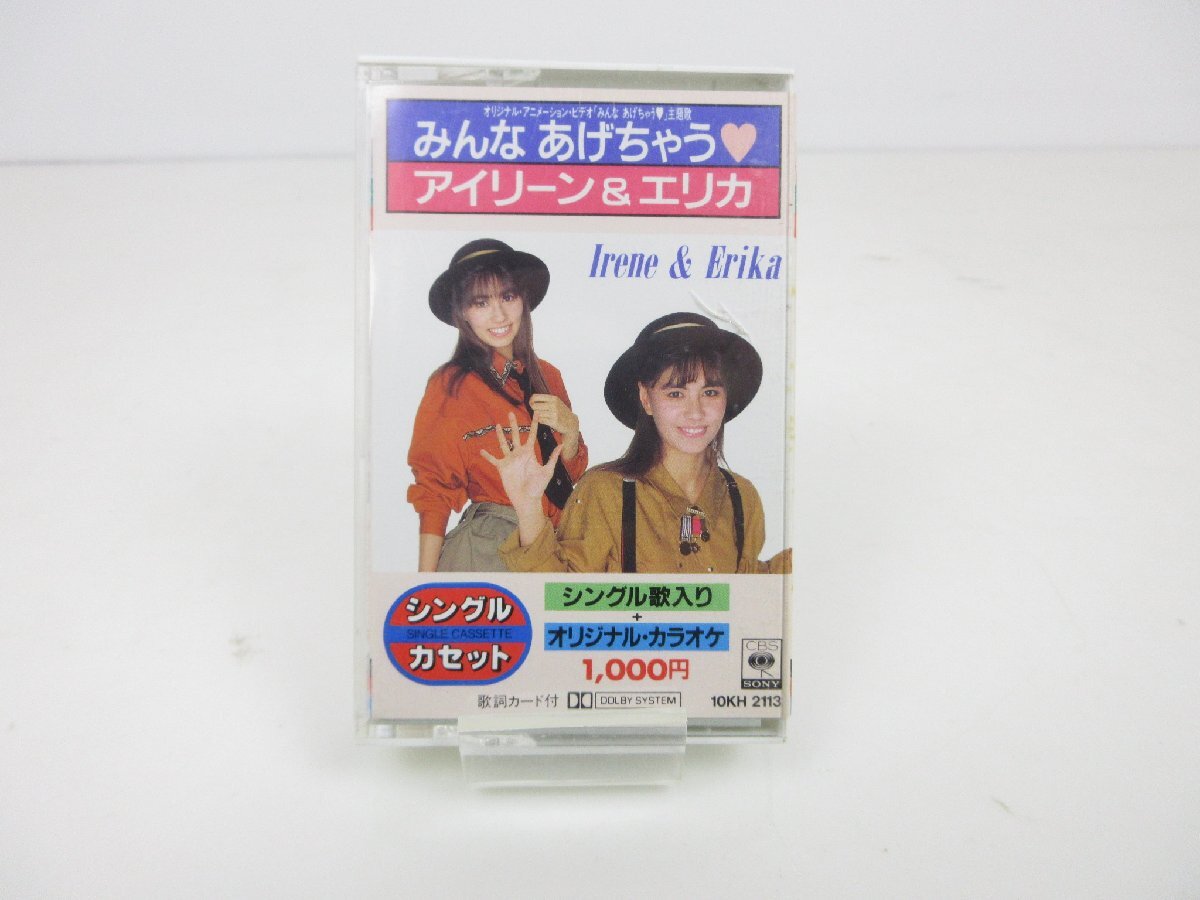 オリジナル・アニメーション・ビデオ「みんな あげちゃう♥」主題歌
みんな あげちゃう♥
アイリーン&エリカ
Irene & Erika
シングル
SINGLE CASSETTE
カセット
シングル歌入り
+
オリジナル・カラオケ
1,000円
CBS
SONY
歌詞カード付 DOLBY SYSTEM 10KH 2113